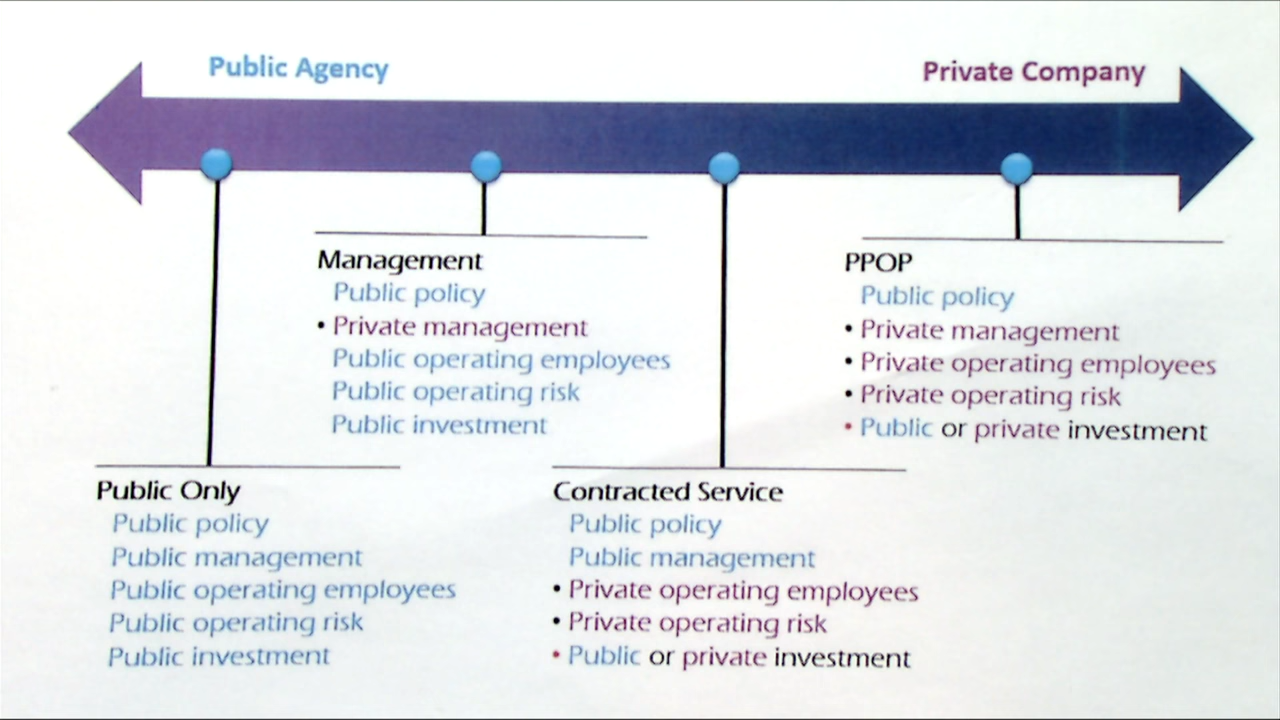 Public Agency
Private Company
Management
Public policy
• Private management
Public operating employees
Public operating risk
Public investment
PPOP
Public policy
• Private management
• Private operating employees
• Private operating risk
• Public or private investment
Public Only
Public policy
Public management
Public operating employees
Public operating risk
Public investment
Contracted Service
Public policy
Public management
• Private operating employees
• Private operating risk
• Public or private investment